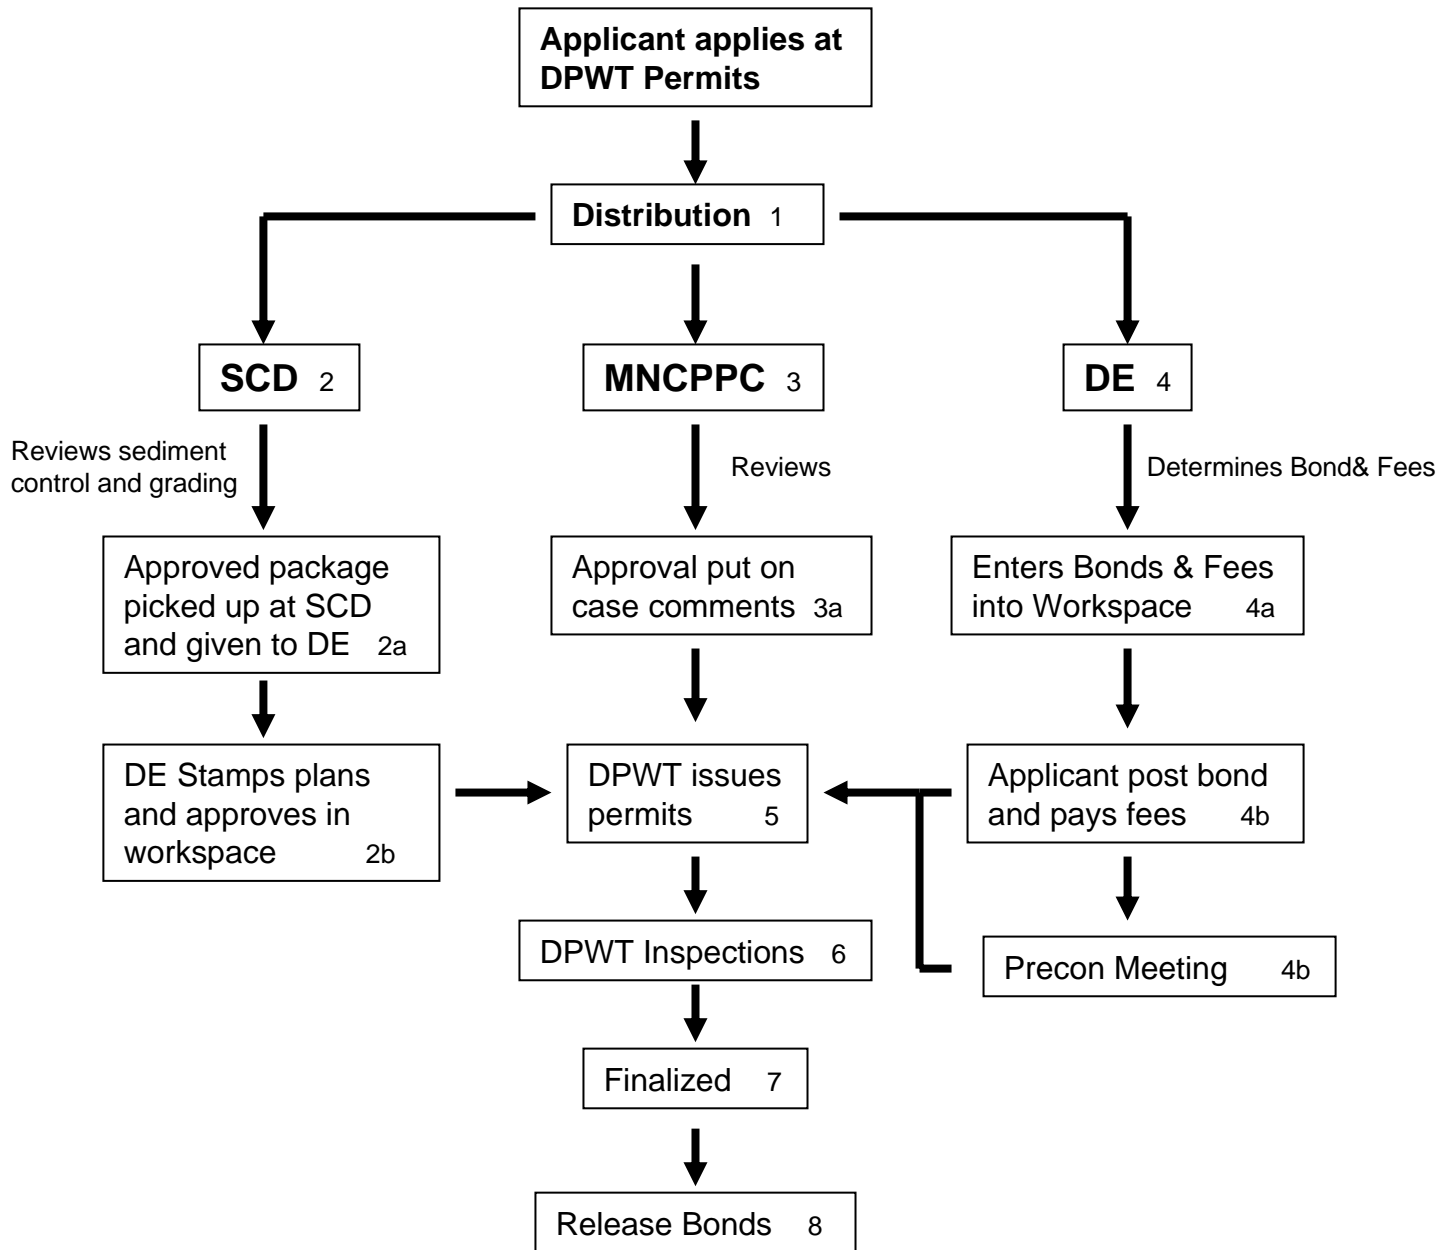 Applicant applies at
DPWT Permits
Distribution 1
SCD 2
MNCPPC 3
DE 4
Reviews sediment
control and grading
Reviews
Determines Bond& Fees
Approved package
picked up at SCD
and given to DE 2a
Approval put on
case comments 3a
Enters Bonds & Fees
into Workspace 4a
DE Stamps plans
and approves in
workspace 2b
DPWT issues
permits 5
Applicant post bond
and pays fees 4b
DPWT Inspections 6
Precon Meeting 4b
Finalized 7
Release Bonds 8